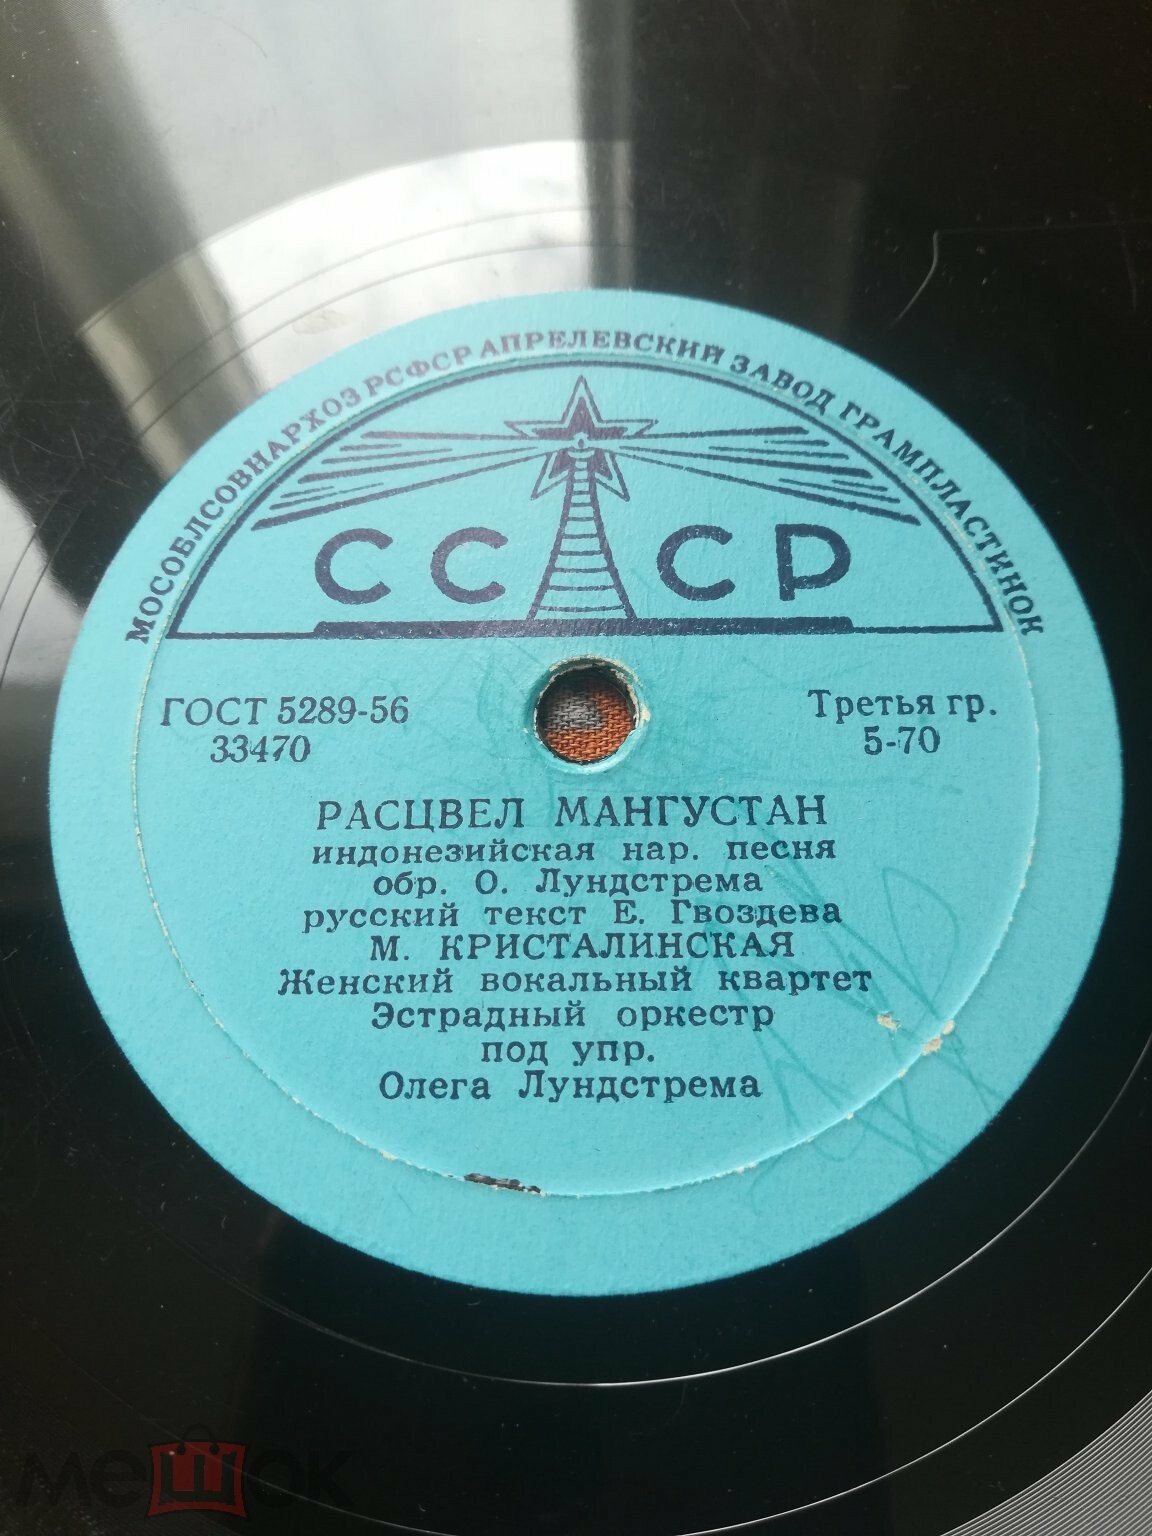 МОСОБЛСОВНАРХОЗ РСФСР АПРЕЛЕВСКИЙ ЗАВОД ГРАМПЛАСТИНОК
СССР
ГОСТ 5289-56
33470
Третья гр.
5-70
РАСЦВЕЛ МАНГУСТАН
индонезийская нар. песня
обр. О. Лундстрема
русский текст Е. Гвоздева
М. КРИСТАЛИНСКАЯ
Женский вокальный квартет
Эстрадный оркестр
под упр.
Олега Лундстрема
мешок